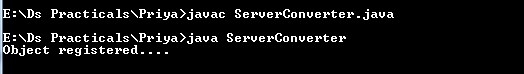 E:\Ds Practicals\Priya>javac ServerConverter.java
E:\Ds Practicals\Priya>java ServerConverter
Object registered....